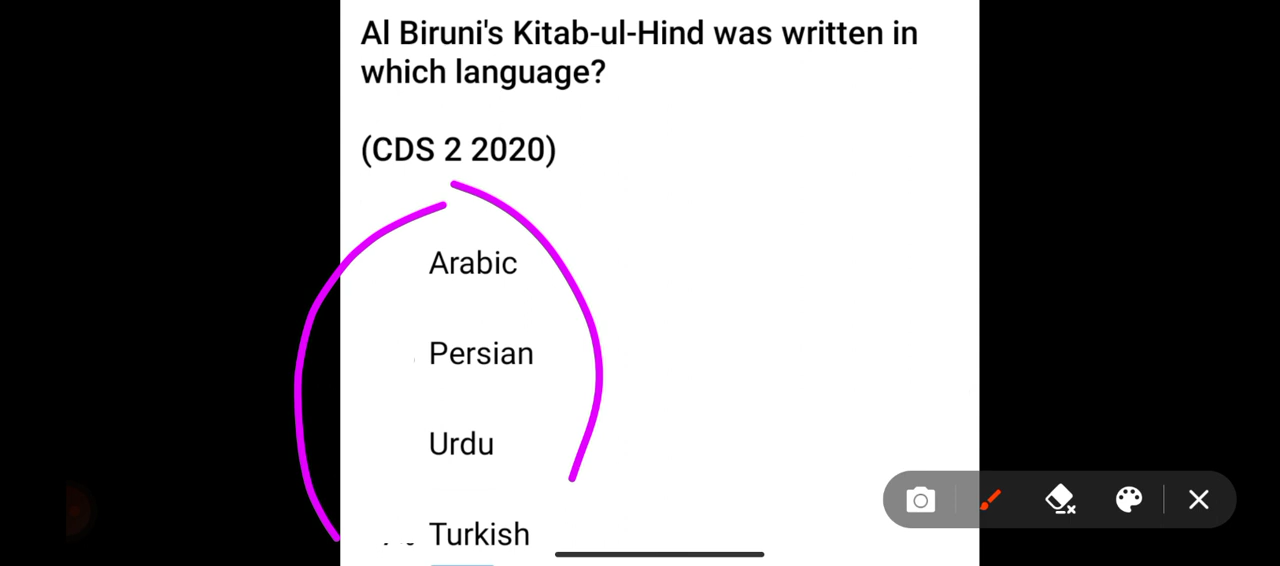 Al Biruni's Kitab-ul-Hind was written in
which language?
(CDS 2 2020)
Arabic
Persian
Urdu
Turkish